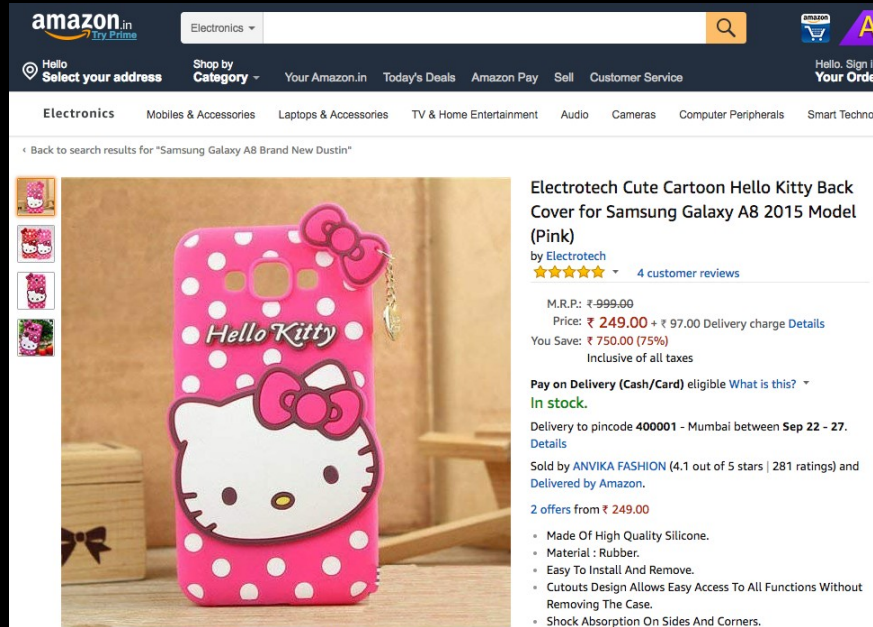 amazon.in
Try Prime
Electronics
amazon
Hello
Select your address
Shop by
Category
Your Amazon.in
Today's Deals
Amazon Pay
Sell
Customer Service
Your
Electronics
Mobiles & Accessories
Laptops & Accessories
TV & Home Entertainment
Audio
Cameras
Computer Peripherals
Smart
‹ Back to search results for "Samsung Galaxy A8 Brand New Dustin"
Hello Kitty
Electrotech Cute Cartoon Hello Kitty Back
Cover for Samsung Galaxy A8 2015 Model
(Pink)
by Electrotech
4 customer reviews
M.R.P.: ₹ 999.00
Price: ₹ 249.00 + ₹ 97.00 Delivery charge Details
You Save: ₹ 750.00 (75%)
Inclusive of all taxes
Pay on Delivery (Cash/Card) eligible What is this?
In stock.
Delivery to pincode 400001 - Mumbai between Sep 22 - 27.
Details
Sold by ANVIKA FASHION (4.1 out of 5 stars | 281 ratings) and
Delivered by Amazon.
2 offers from ₹ 249.00
Made Of High Quality Silicone.
Material : Rubber.
Easy To Install And Remove.
Cutouts Design Allows Easy Access To All Functions Without
Removing The Case.
Shock Absorption On Sides And Corners.